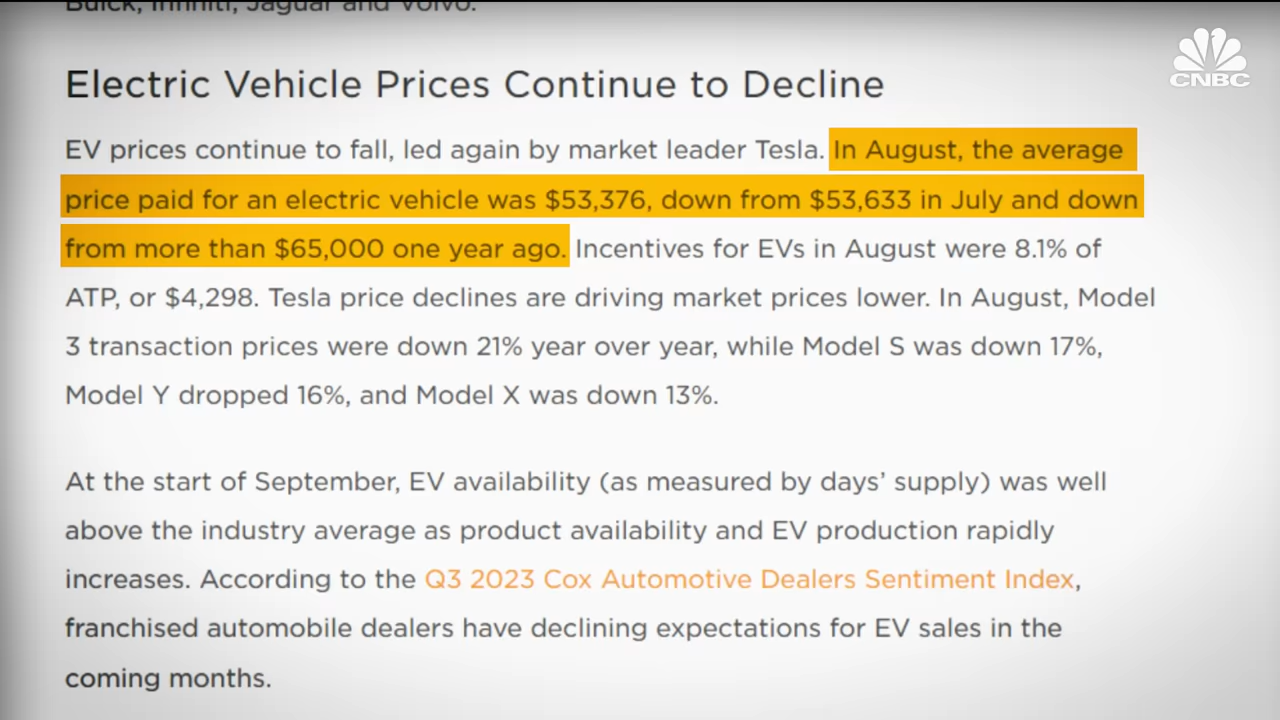 Buick, Infiniti, Jaguar and Volvo.
CNBC
Electric Vehicle Prices Continue to Decline
EV prices continue to fall, led again by market leader Tesla. In August, the average
price paid for an electric vehicle was $53,376, down from $53,633 in July and down
from more than $65,000 one year ago. Incentives for EVs in August were 8.1% of
ATP, or $4,298. Tesla price declines are driving market prices lower. In August, Model
3 transaction prices were down 21% year over year, while Model S was down 17%,
Model Y dropped 16%, and Model X was down 13%.
At the start of September, EV availability (as measured by days’ supply) was well
above the industry average as product availability and EV production rapidly
increases. According to the Q3 2023 Cox Automotive Dealers Sentiment Index,
franchised automobile dealers have declining expectations for EV sales in the
coming months.